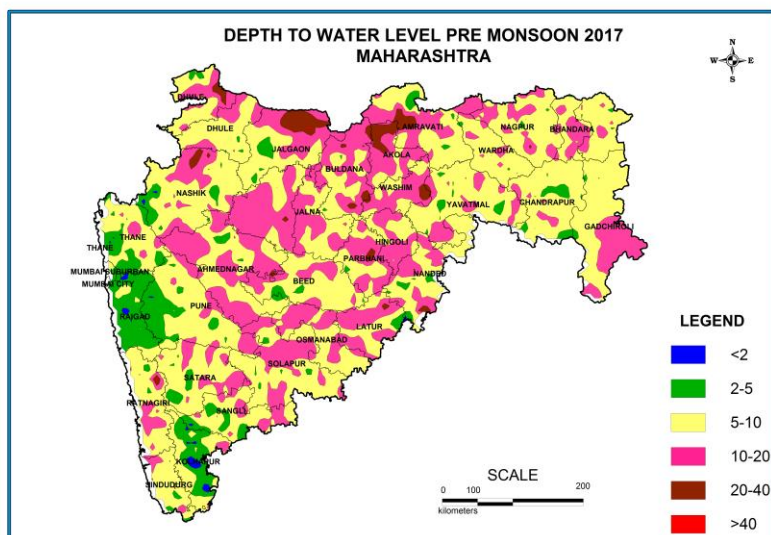 DEPTH TO WATER LEVEL PRE MONSOON 2017
MAHARASHTRA
N
W E
S
DHULE
DHULE
JALGAON
BULDANA
AKOLA
LAMRAVATI
WARDHA
NAGPUR
BHANDARA
WASHIM
YAVATMAL
CHANDRAPUR
GADCHIROLI
NASHIK
JALNA
HINGOLI
PARBHANI
NANDED
THANE
THANE
MUMBAI SUBURBAN
MUMBAI CITY
RAIGAD
AHMEDNAGAR
BEED
PUNE
LATUR
OSMANABAD
SOLAPUR
SATARA
RATNAGIRI
SANGLI
KOLHAPUR
SINDUDURG
LEGEND
<2
2-5
5-10
10-20
20-40
>40
SCALE
0 100 200
kilometers